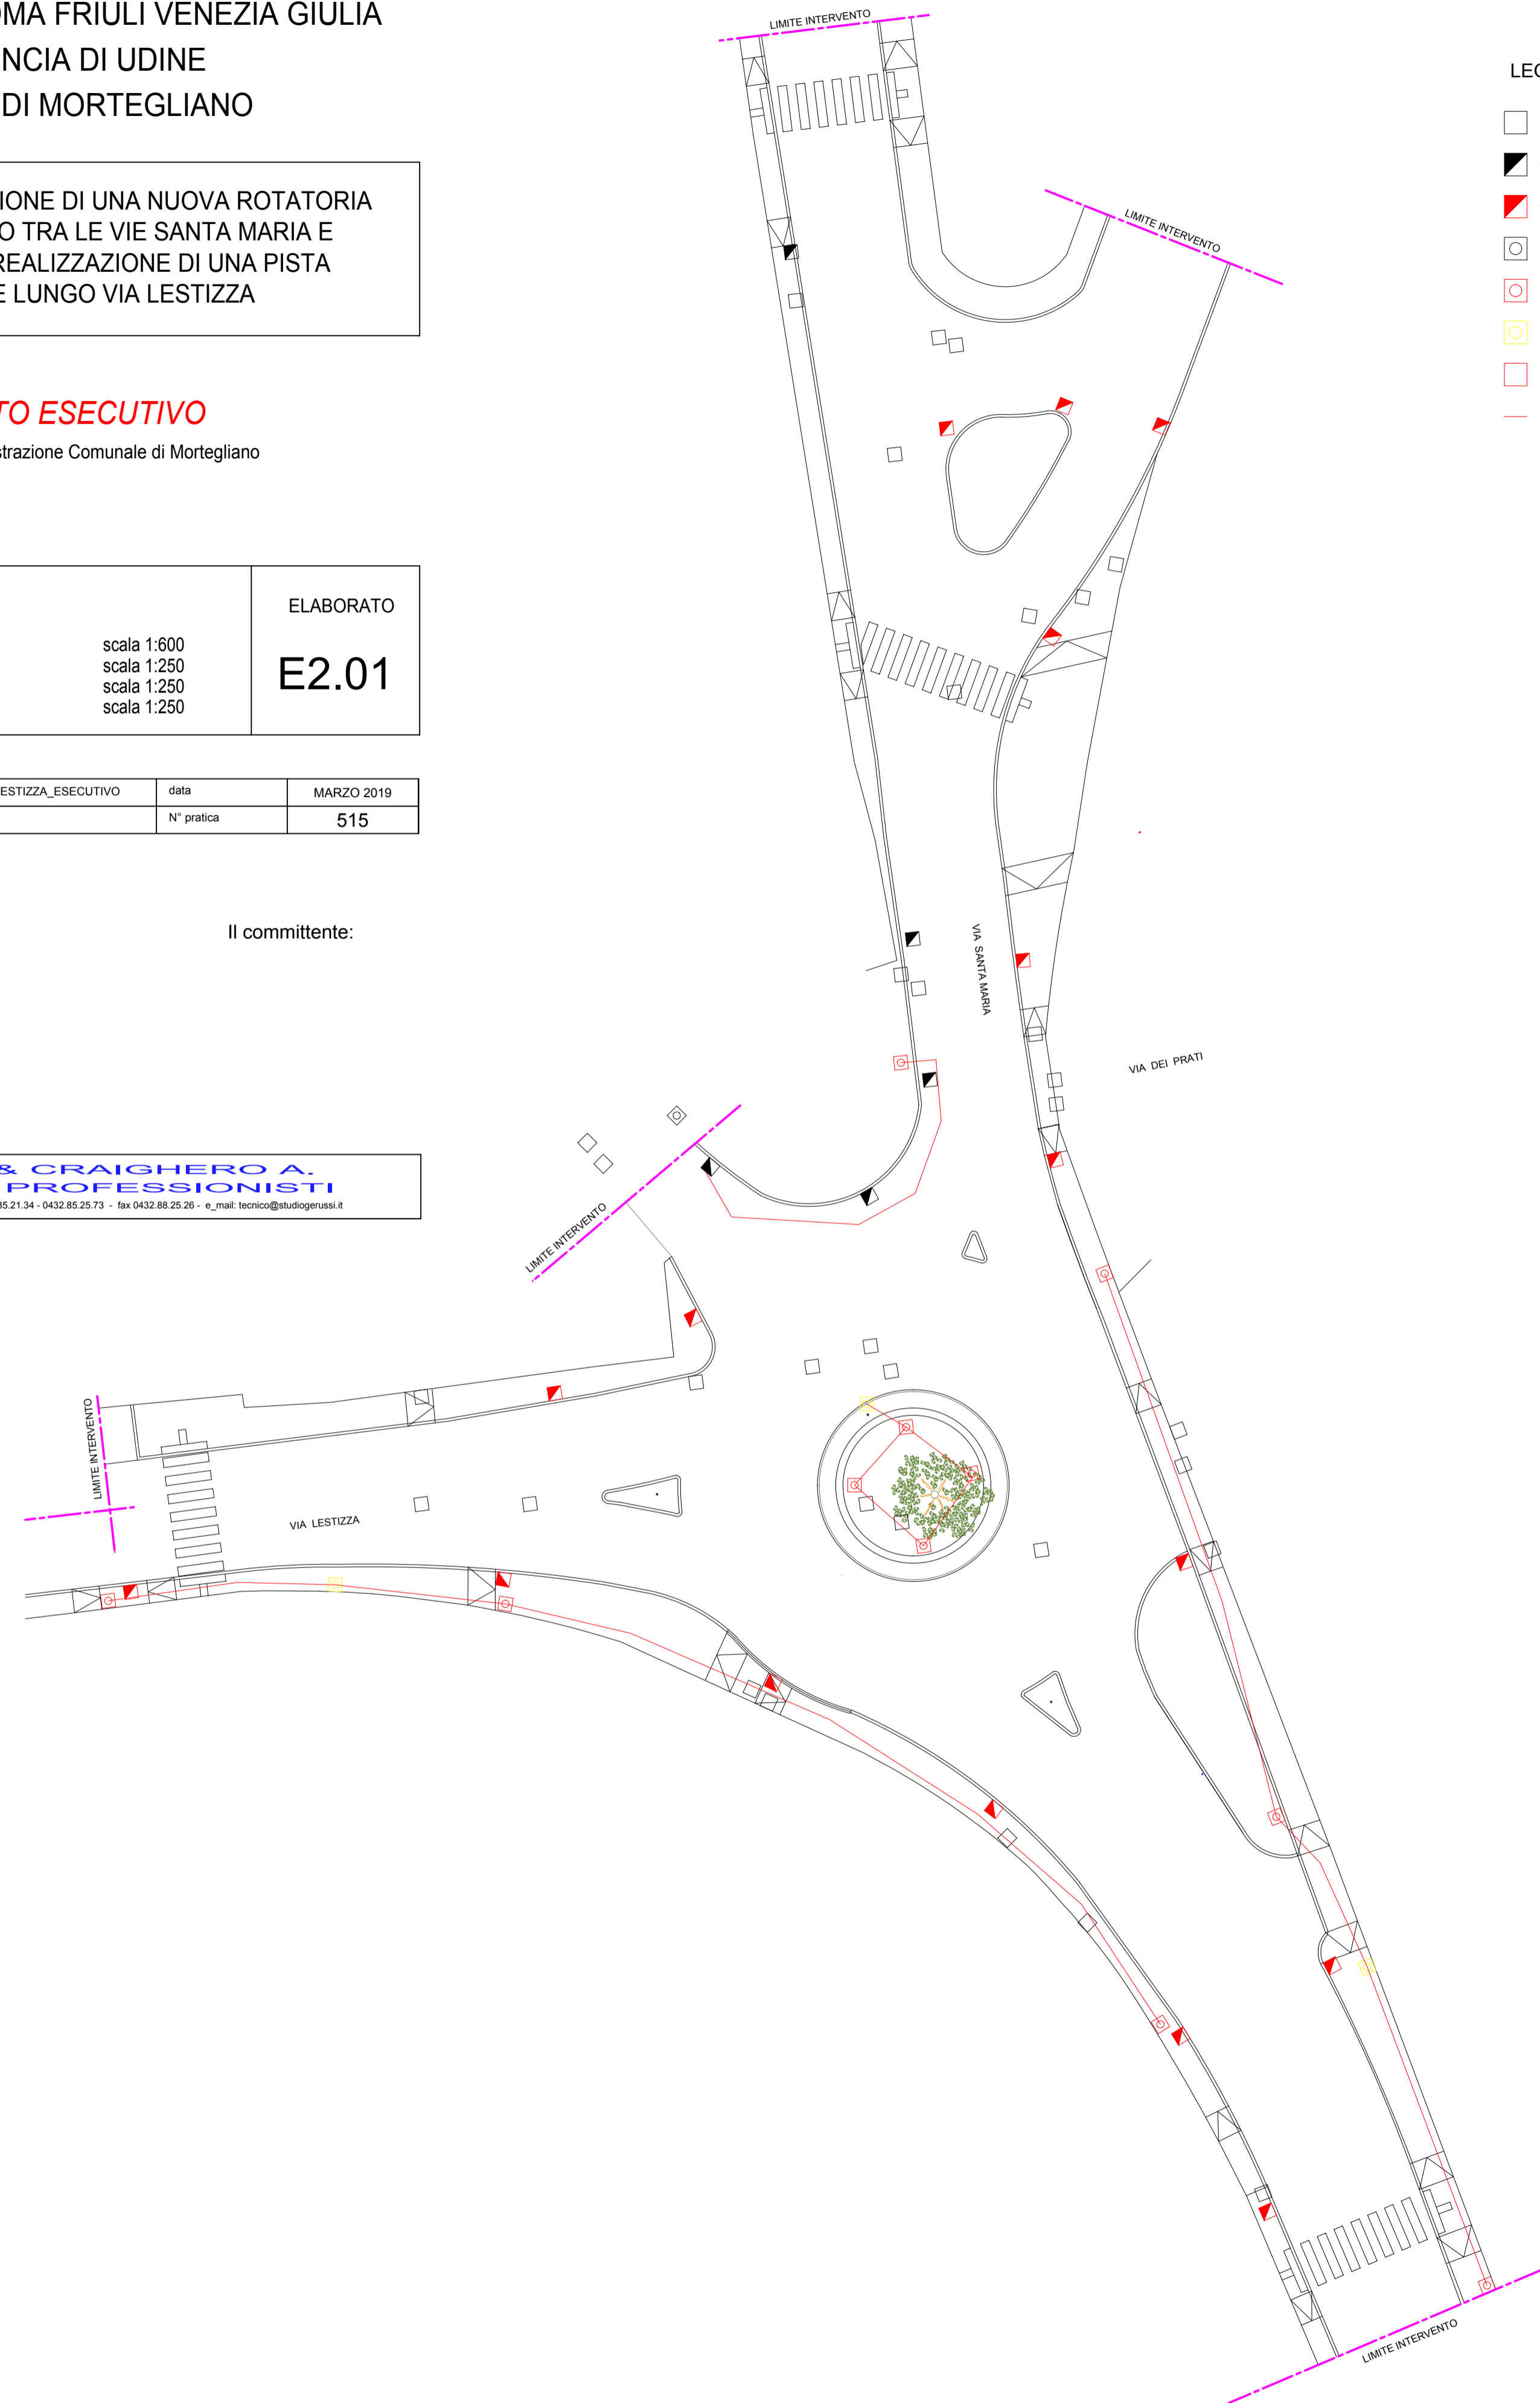 OMA FRIULI VENEZIA GIULIA
NCIA DI UDINE
DI MORTEGLIANO
IONE DI UNA NUOVA ROTATORIA
O TRA LE VIE SANTA MARIA E
REALIZZAZIONE DI UNA PISTA
E LUNGO VIA LESTIZZA
TO ESECUTIVO
strazione Comunale di Mortegliano
ELABORATO
E2.01
scala 1:600
scala 1:250
scala 1:250
scala 1:250
ESTIZZA_ESECUTIVO
data
MARZO 2019
N° pratica
515
Il committente:
& CRAIGHERO A.
PROFESSIONISTI
85.21.34 - 0432.85.25.73 - fax 0432.88.25.26 - e_mail: tecnico@studiogerussi.it
LIMITE INTERVENTO
LIMITE INTERVENTO
LEG
VIA SANTA MARIA
VIA DEI PRATI
LIMITE INTERVENTO
LIMITE INTERVENTO
VIA LESTIZZA
LIMITE INTERVENTO